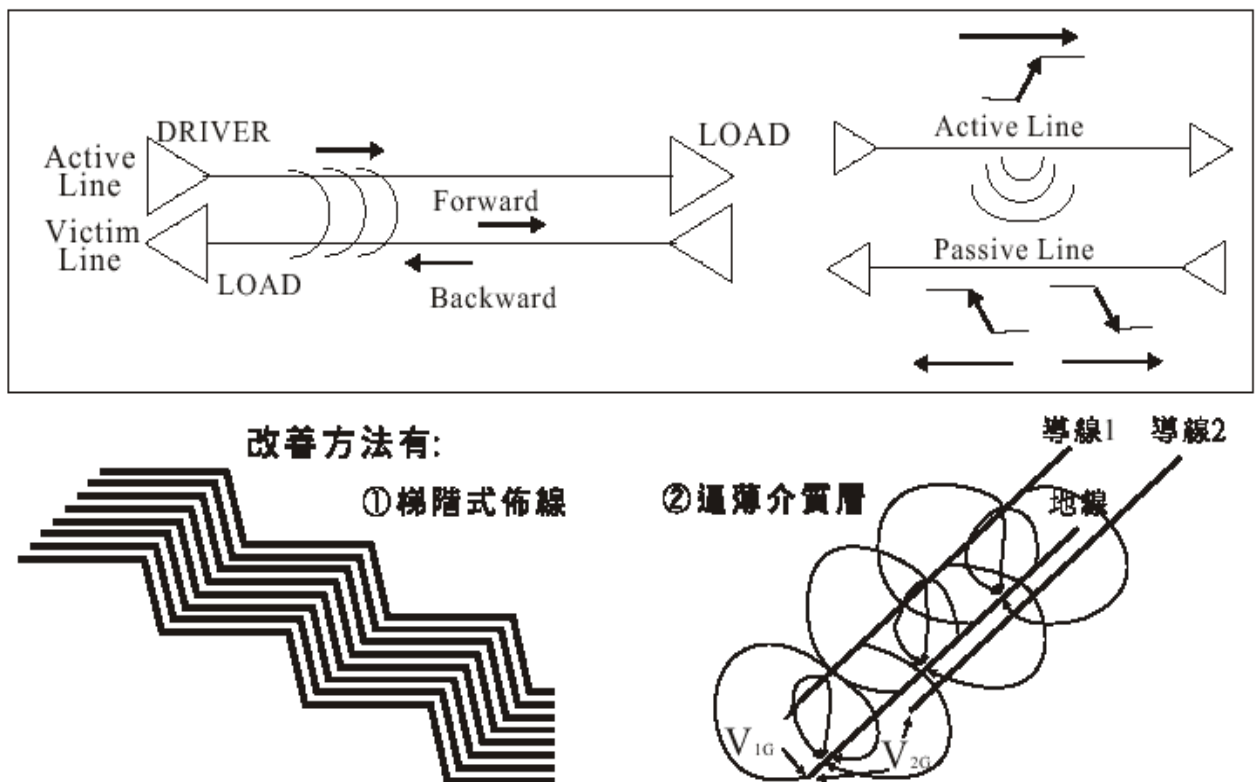 DRIVER
LOAD
Active
Line
Victim
Line
Forward
LOAD
Backward
Active Line
Passive Line
改善方法有:
①梯階式佈線
②逼薄介質層
導線1
導線2
地線
V1G
V2G